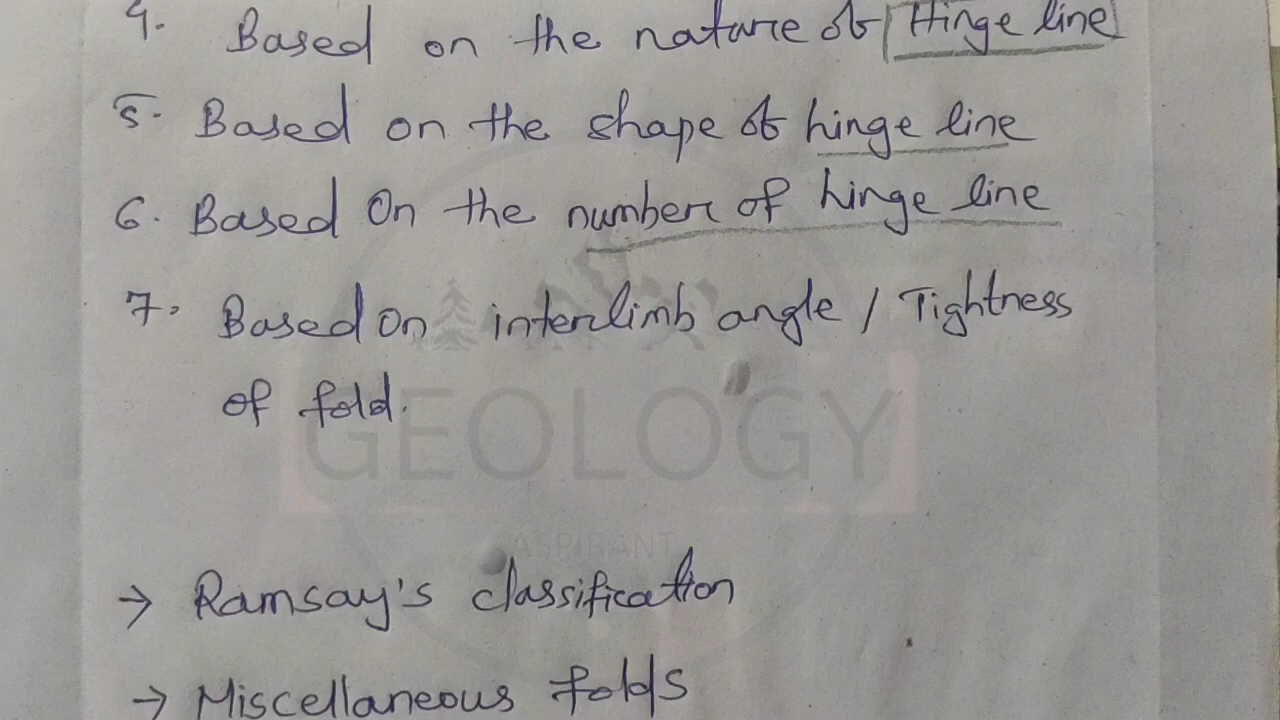 4. Based on the nature of Hinge line
5. Based on the shape of hinge line
6. Based On the number of hinge line
7. Based On interlimb angle / Tightness
of fold.
GEOLOGY
ASPIRANT
→ Ramsay's classification
→ Miscellaneous folds